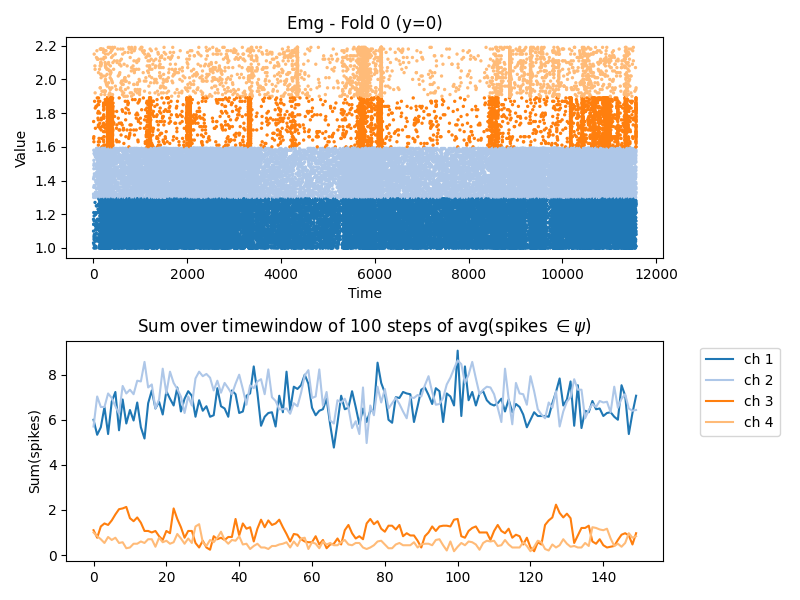 Emg - Fold 0 (y=0)
Value
2.2
2.0
1.8
1.6
1.4
1.2
1.0
0 2000 4000 6000 8000 10000 12000
Time
Sum over timewindow of 100 steps of avg(spikes ∈ ψ)
Sum(spikes)
8
6
4
2
0
0 20 40 60 80 100 120 140
ch 1
ch 2
ch 3
ch 4